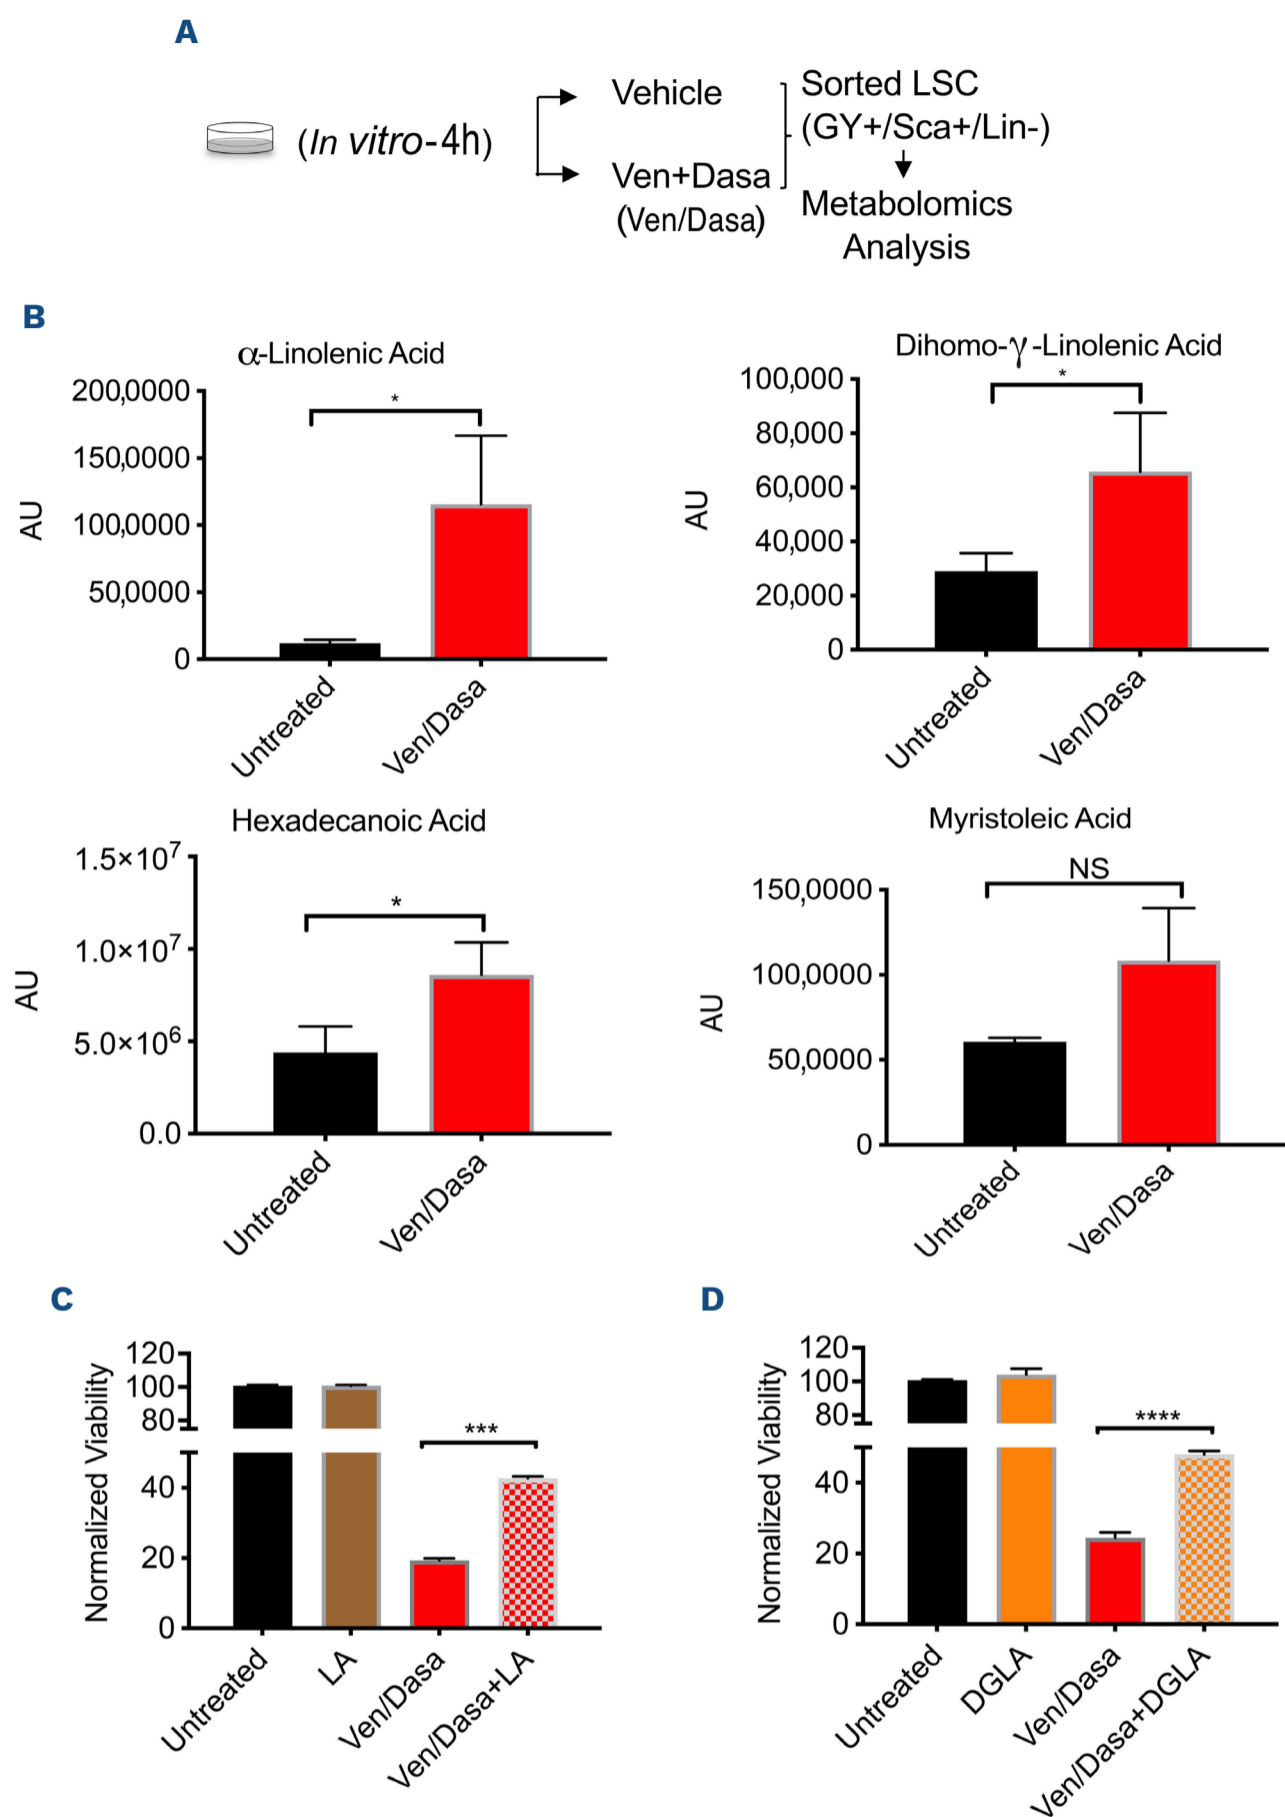 A
(In vitro-4h)
Vehicle
Ven+Dasa
(Ven/Dasa)
Sorted LSC
(GY+/Sca+/Lin-)
Metabolomics
Analysis
B
α-Linolenic Acid
200,0000
150,0000
100,0000
50,0000
0
AU
*
Untreated
Ven/Dasa
Dihomo-γ-Linolenic Acid
100,000
80,000
60,000
40,000
20,000
0
AU
*
Untreated
Ven/Dasa
Hexadecanoic Acid
1.5×10⁷
1.0×10⁷
5.0×10⁶
0.0
AU
*
Untreated
Ven/Dasa
Myristoleic Acid
150,0000
100,0000
50,0000
0
AU
NS
Untreated
Ven/Dasa
C
Normalized Viability
120
100
80
40
20
0
***
Untreated
LA
Ven/Dasa
Ven/Dasa+LA
D
Normalized Viability
120
100
80
40
20
0
****
Untreated
DGLA
Ven/Dasa
Ven/Dasa+DGLA